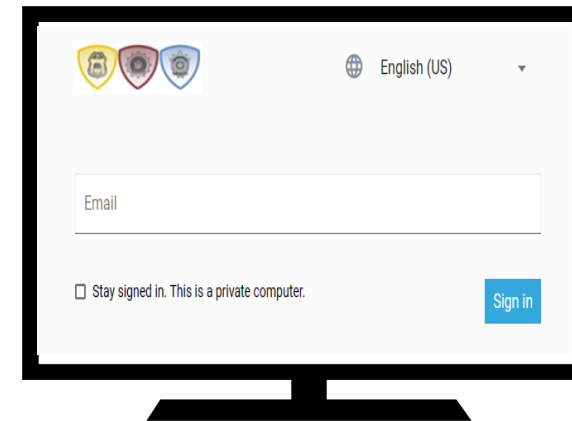 English (US)
Email
Stay signed in. This is a private computer.
Sign in